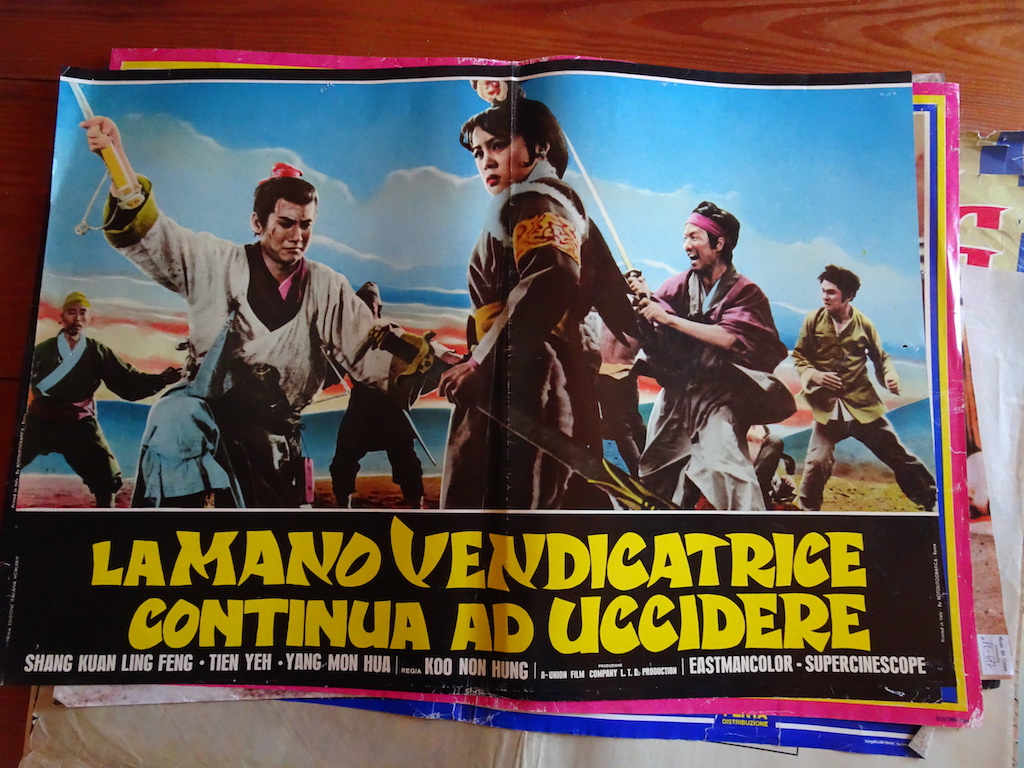 LA MANO VENDICATRICE
CONTINUA AD UCCIDERE
SHANG KUAN LING FENG · TIEN YEH · YANG MON HUA | REGIA KOO NON HUNG | PRODUZIONE UNION FILM COMPANY L.T.D. PRODUCTION | EASTMANCOLOR - SUPERCINESCOPE
DISTRIBUZIONE